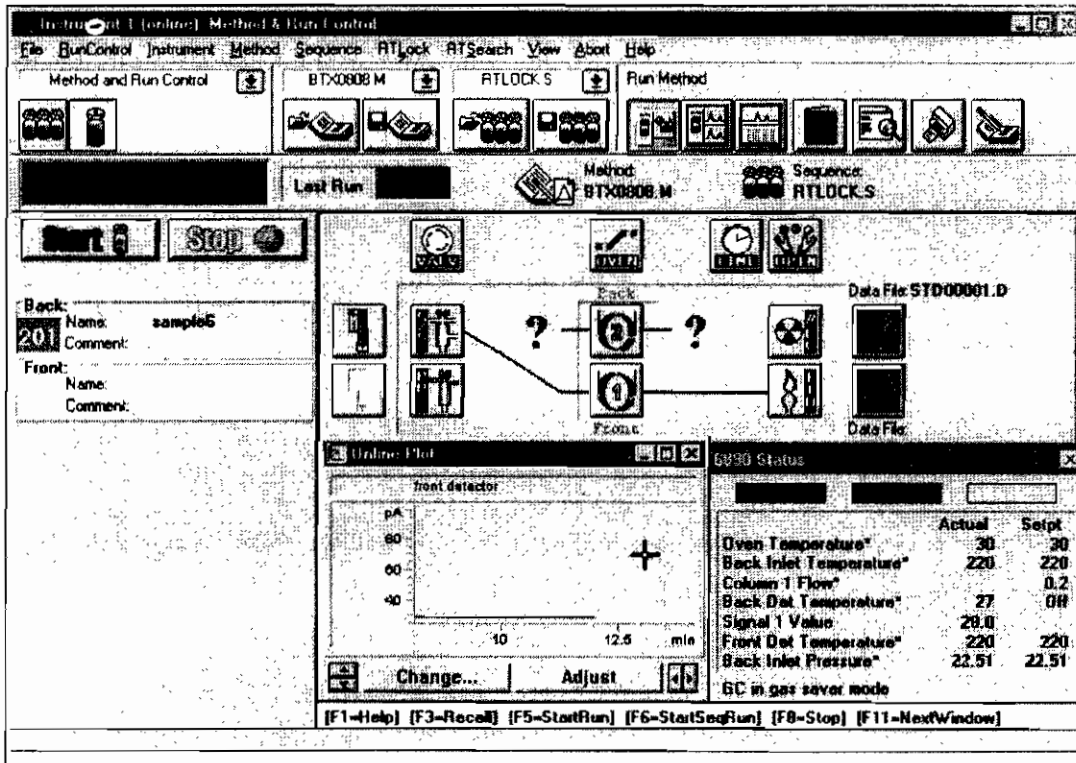 Instrument 1 (online): Method & Run Control
File RunControl Instrument Method Sequence RTLock RTSearch View Abort Help
Method and Run Control BTX0808.M RTLOCK.S Run Method
Last Run
Method: BTX0808.M
Sequence: RTLOCK.S
Start Stop
VALV OVEN TIME
Back:
201 Name: sample6
Comment:
Front:
Name:
Comment:
Back
Data File: STD00001.D
? 2 ?
1
Front
Data File:
Online Plot
front detector
pA
80
60
40
10 12.5 min
Change... Adjust
6890 Status
Actual Setpt
Oven Temperature* 30 30
Back Inlet Temperature* 220 220
Column 1 Flow* 0.2
Back Det Temperature* 27 Off
Signal 1 Value 29.0
Front Det Temperature* 220 220
Back Inlet Pressure* 22.51 22.51
GC in gas saver mode
[F1=Help] [F3=Recall] [F5=StartRun] [F6=StartSeqRun] [F8=Stop] [F11=NextWindow]